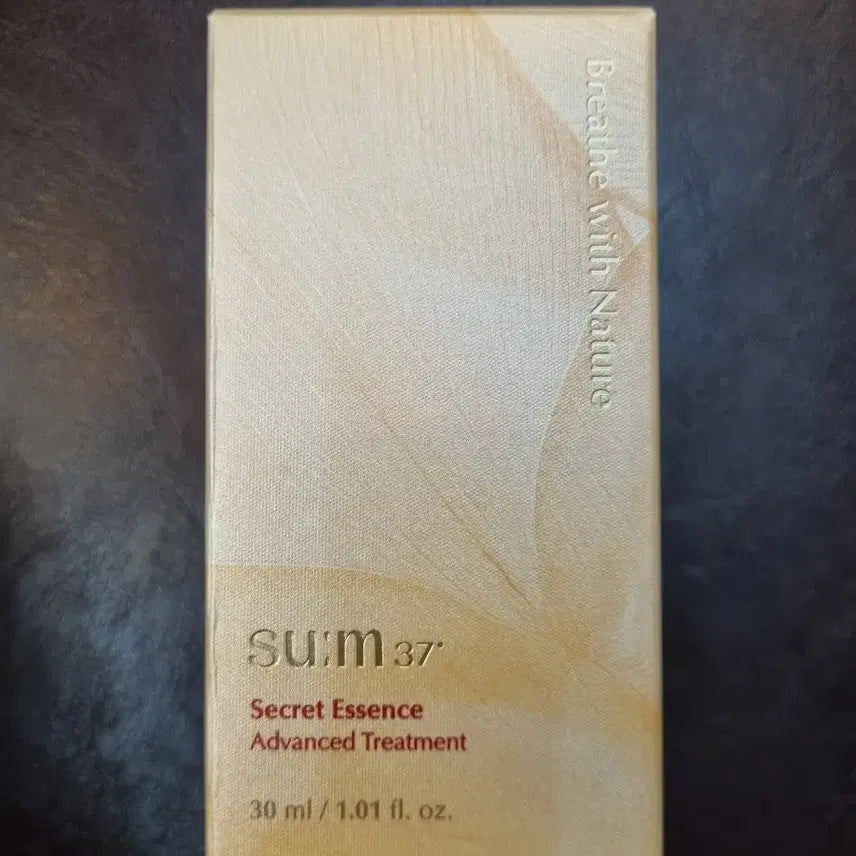 Breathe with Nature
su:m 37°
Secret Essence
Advanced Treatment
30 ml / 1.01 fl. oz.